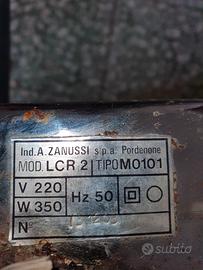 Ind. A. ZANUSSI s.p.a. Pordenone
MOD. LCR 2 TIPO M0101
V 220
W 350
Hz 50
N°
subito